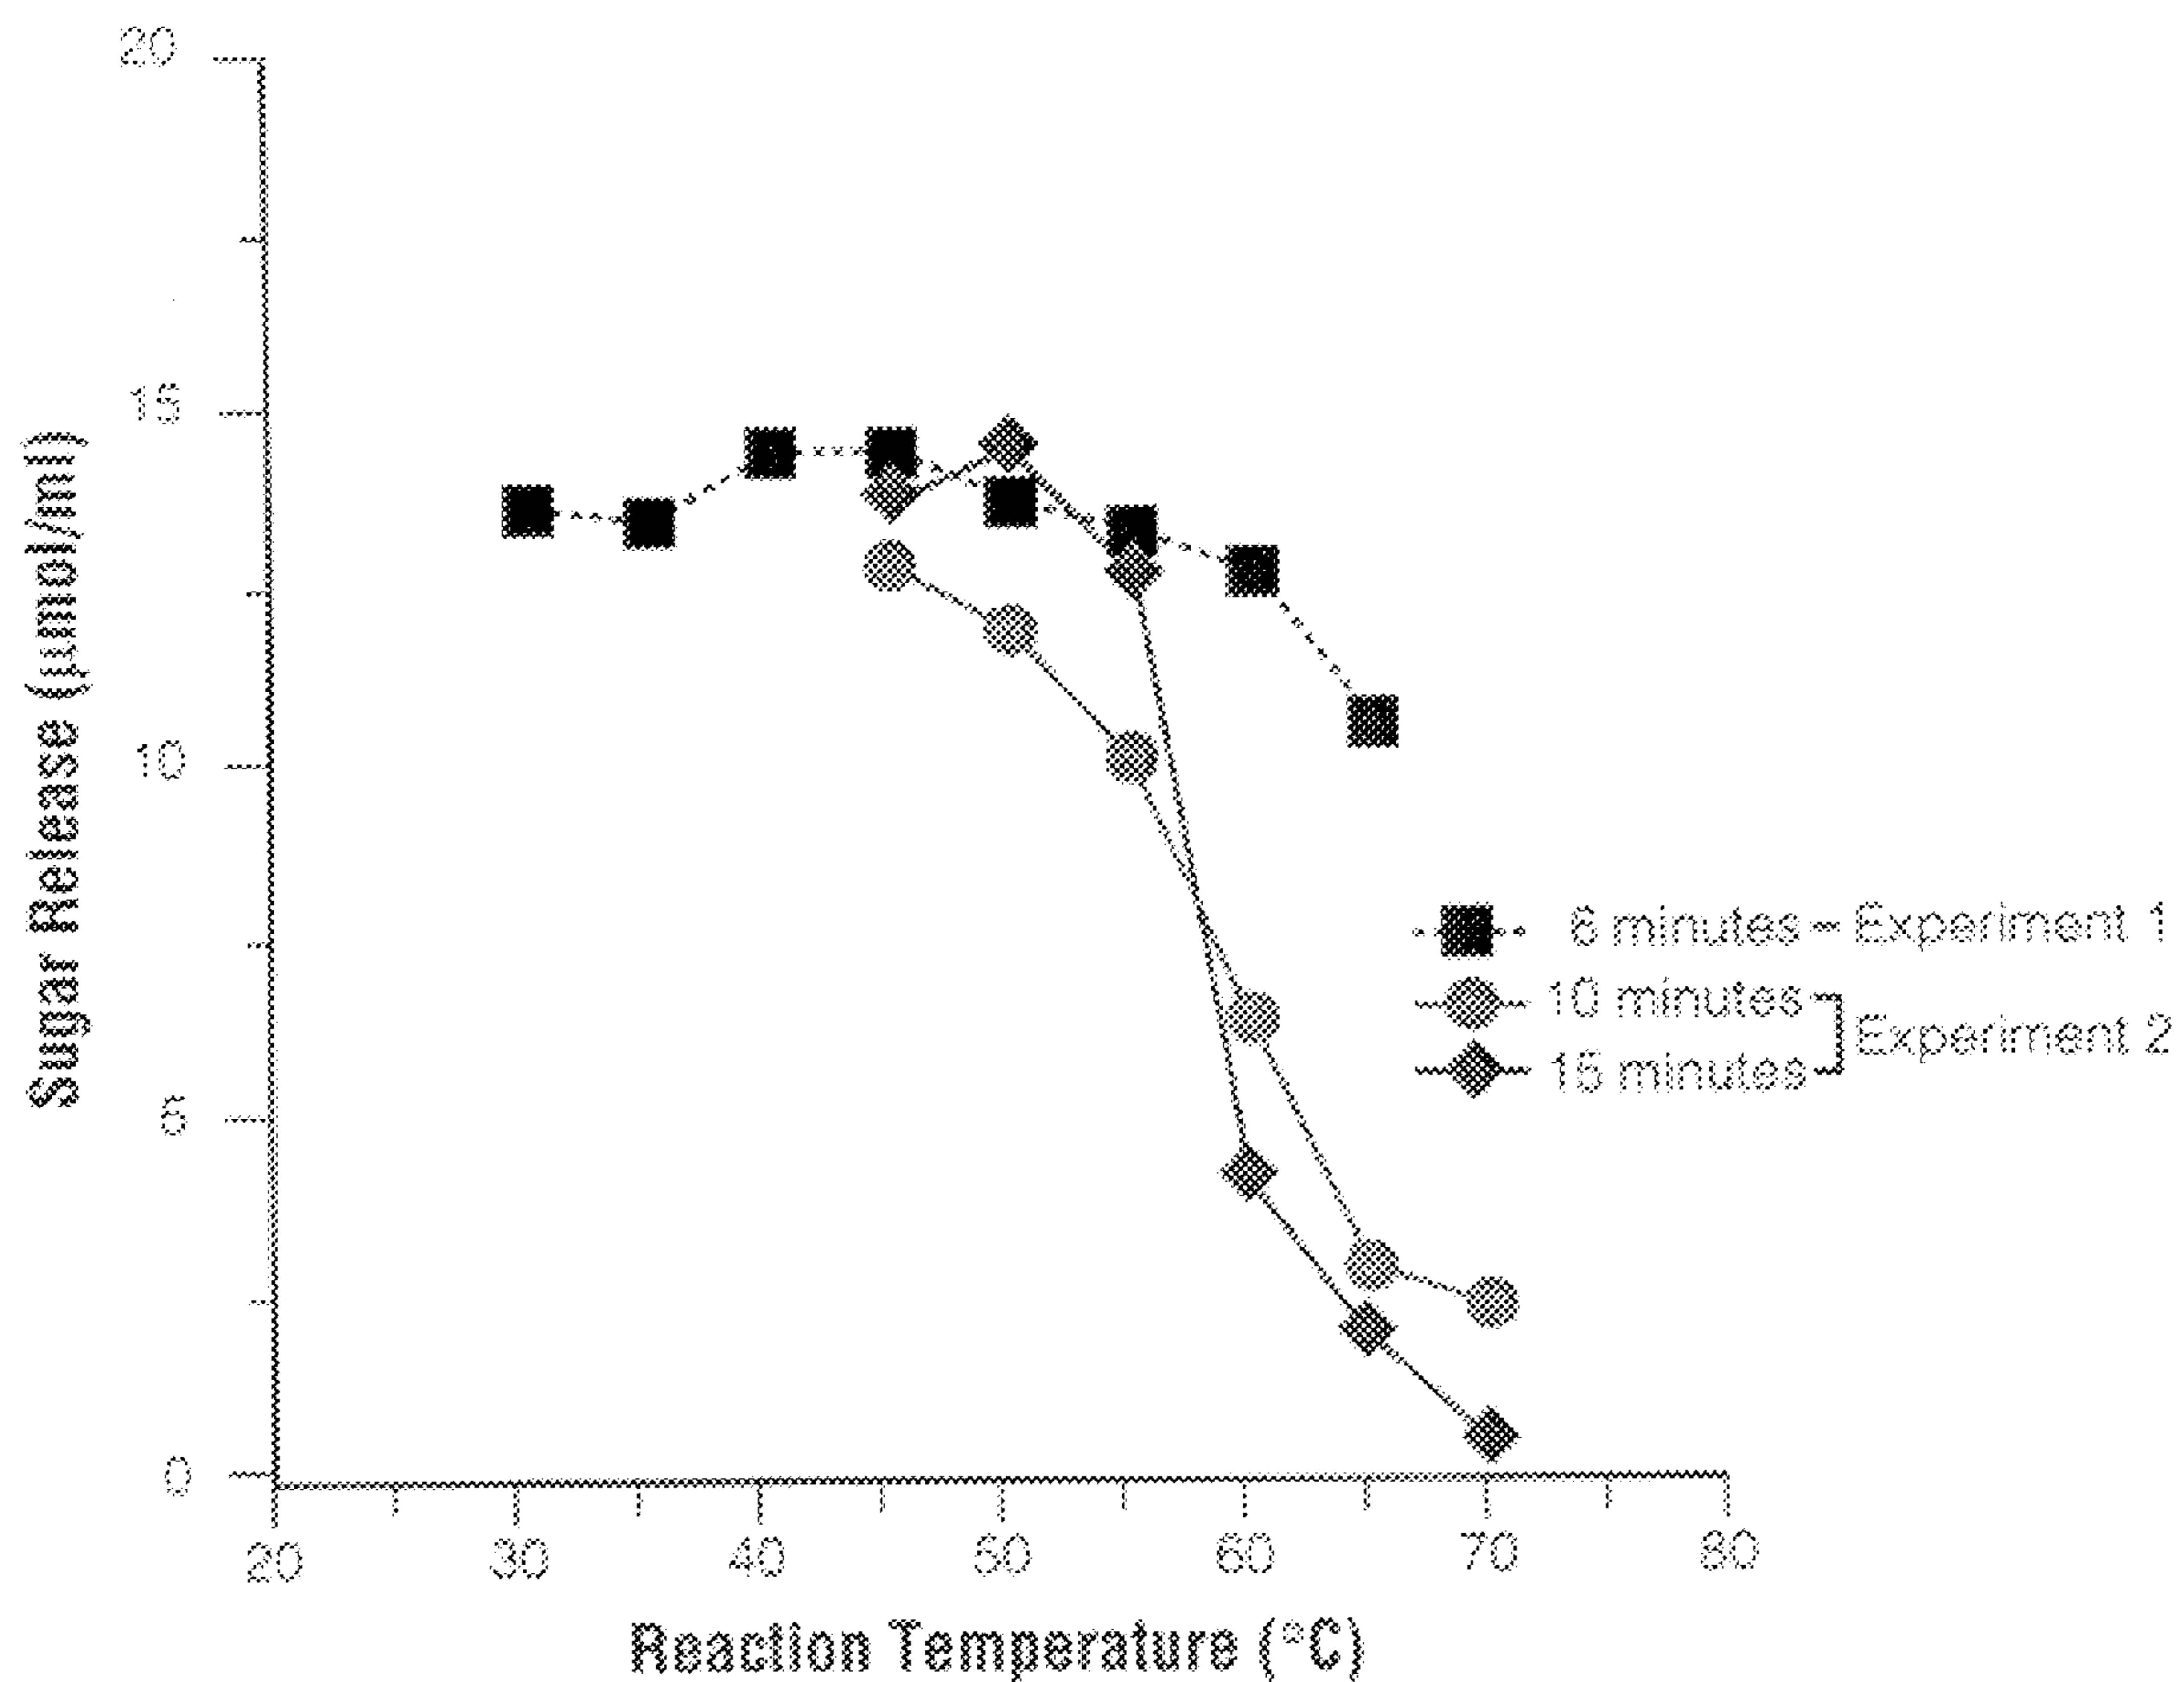 Sugar Release (μmol/ml)
20
15
10
5
0
20 30 40 50 60 70 80
Reaction Temperature (°C)
6 minutes – Experiment 1
10 minutes
15 minutes
Experiment 2